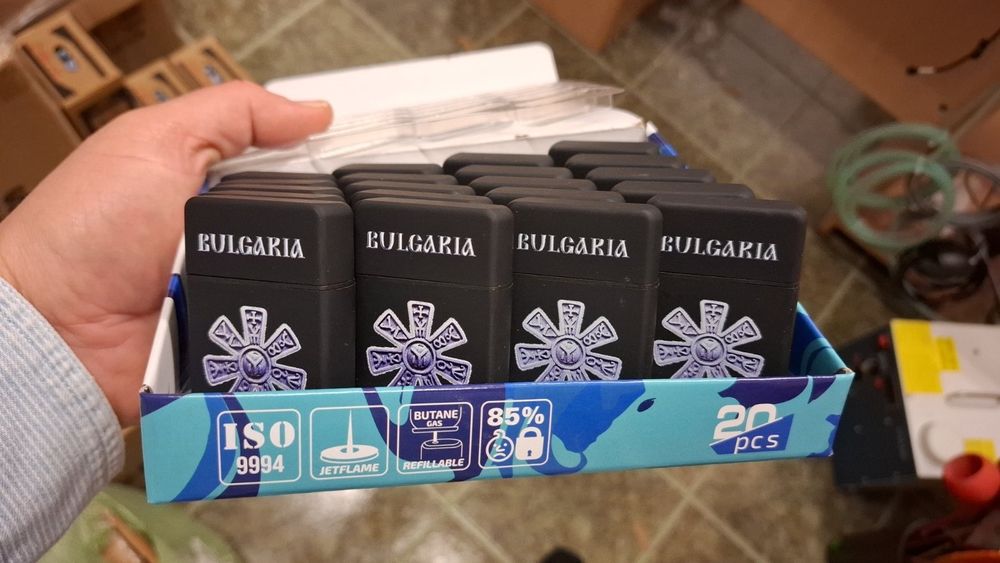 BULGARIA
BULGARIA
BULGARIA
BULGARIA
ISO
9994
JETFLAME
BUTANE
GAS
REFILLABLE
85%
20
pcs